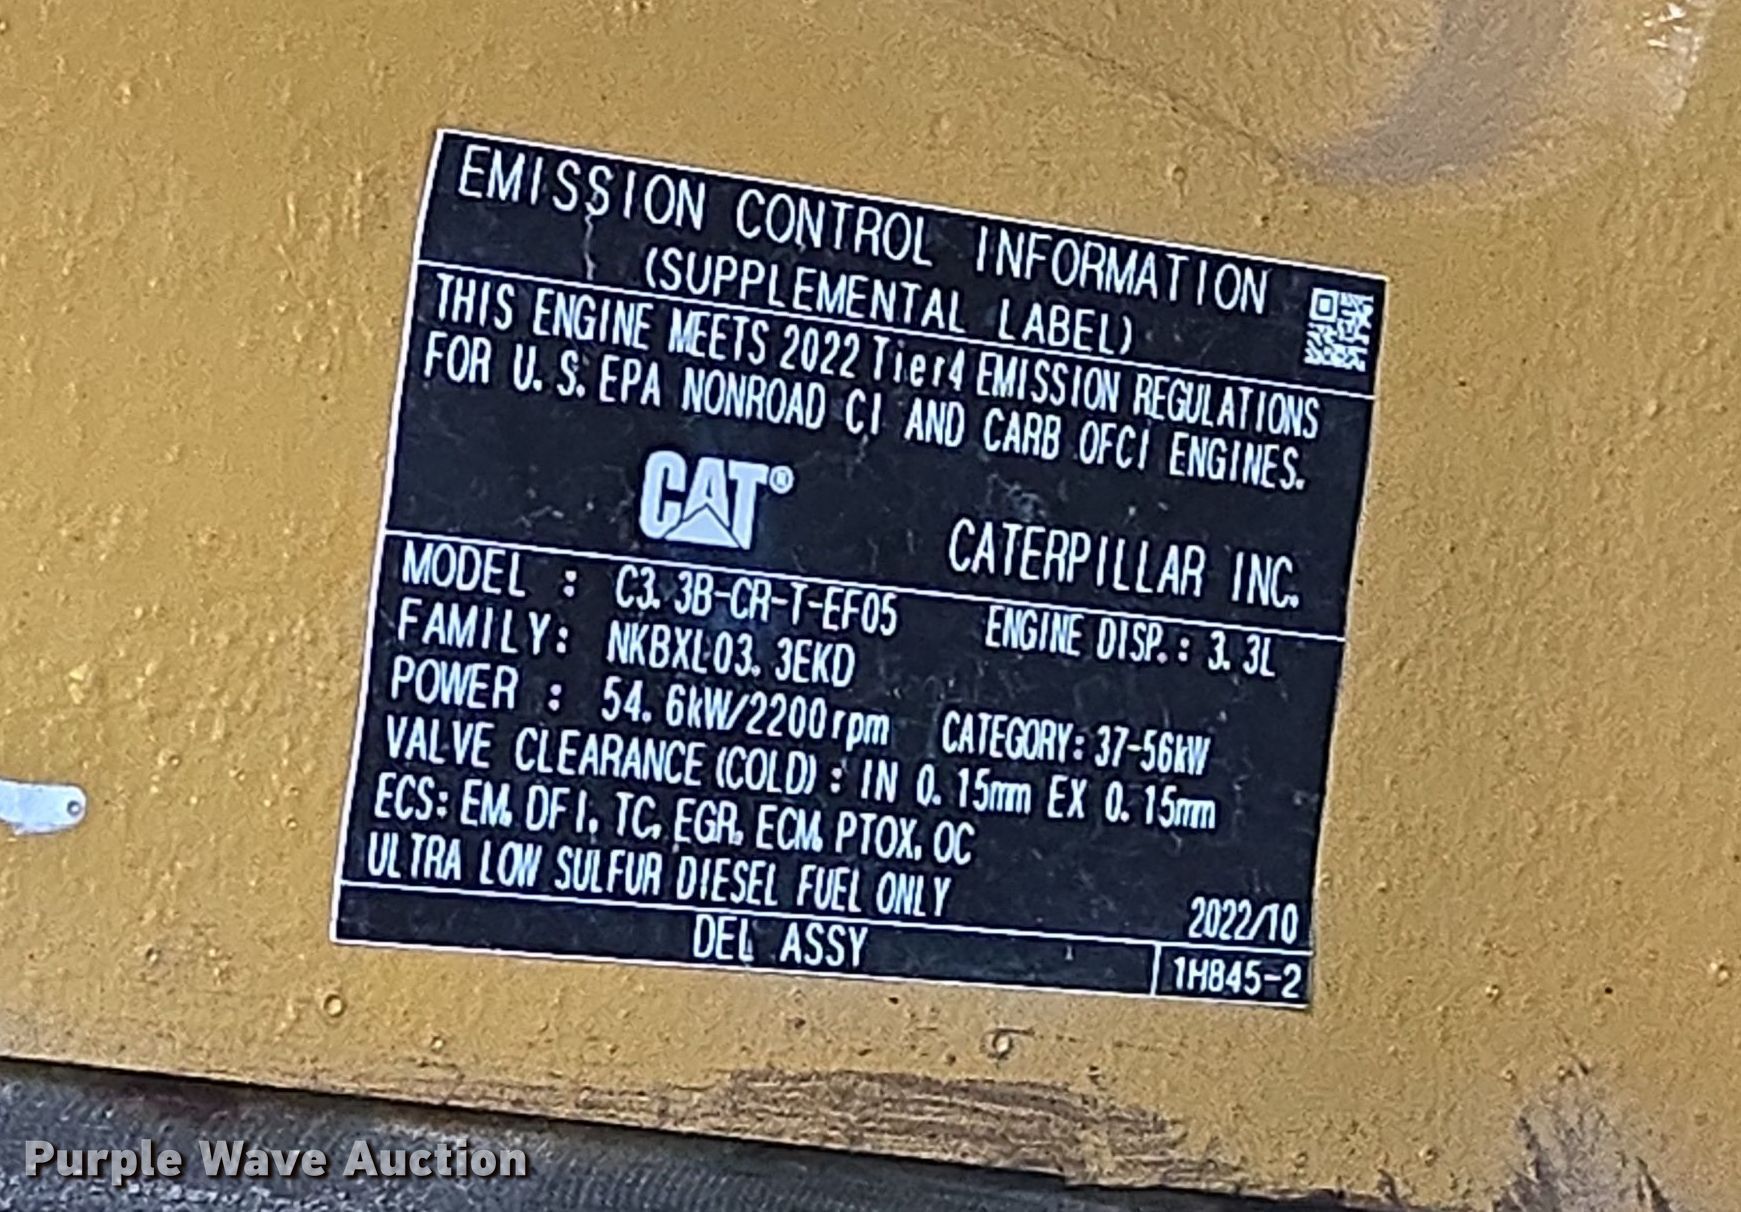 EMISSION CONTROL INFORMATION
(SUPPLEMENTAL LABEL)
THIS ENGINE MEETS 2022 Tier4 EMISSION REGULATIONS
FOR U.S. EPA NONROAD CI AND CARB OFCI ENGINES.
CAT® CATERPILLAR INC.
MODEL : C3.3B-CR-T-EF05 ENGINE DISP.: 3.3L
FAMILY: NKBXL03.3EKD
POWER : 54.6kW/2200rpm CATEGORY: 37-56kW
VALVE CLEARANCE (COLD) : IN 0.15mm EX 0.15mm
ECS: EM, DFI, TC, EGR, ECM, PTOX, OC
ULTRA LOW SULFUR DIESEL FUEL ONLY
2022/10
DEL ASSY 1H845-2
Purple Wave Auction